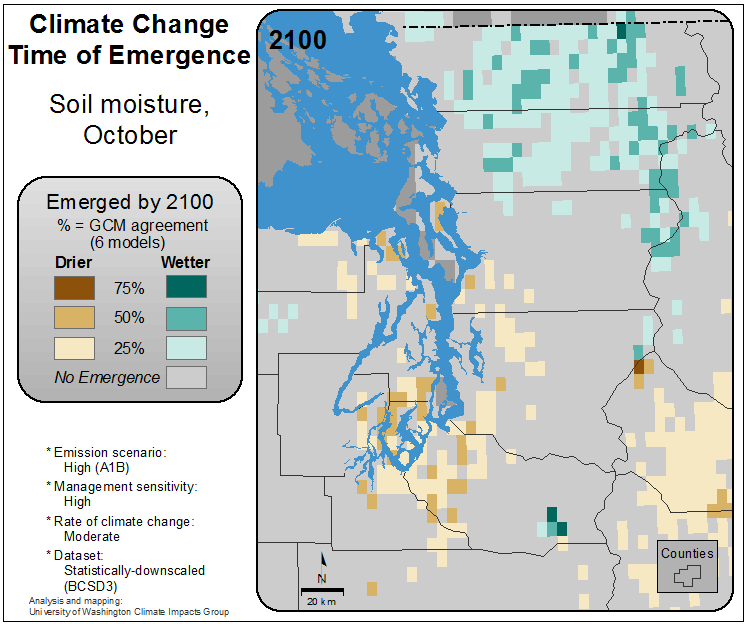 Climate Change
Time of Emergence
Soil moisture,
October
Emerged by 2100
% = GCM agreement
(6 models)
Drier Wetter
75%
50%
25%
No Emergence
* Emission scenario:
High (A1B)
* Management sensitivity:
High
* Rate of climate change:
Moderate
* Dataset:
Statistically-downscaled
(BCSD3)
Analysis and mapping:
University of Washington Climate Impacts Group
2100
N
20 km
Counties